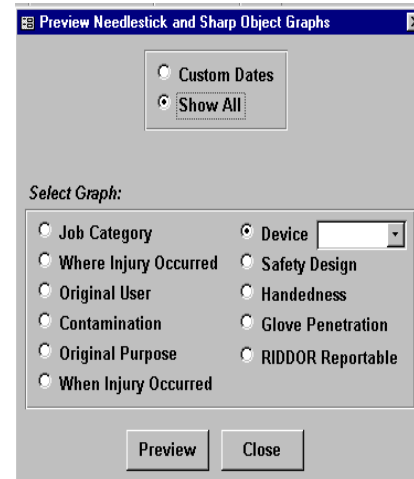 Preview Needlestick and Sharp Object Graphs
Custom Dates
Show All
Select Graph:
Job Category
Where Injury Occurred
Original User
Contamination
Original Purpose
When Injury Occurred
Device
Safety Design
Handedness
Glove Penetration
RIDDOR Reportable
Preview Close